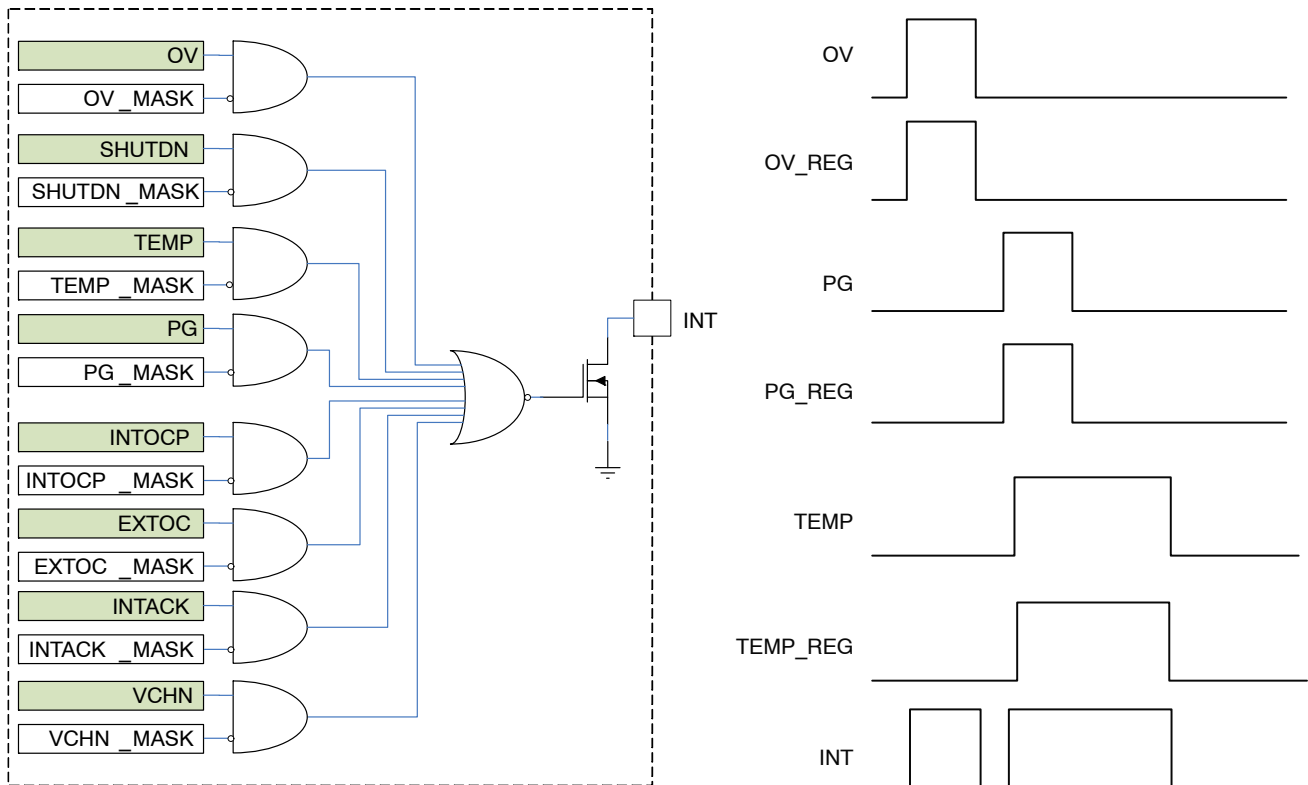 OV
OV _MASK
SHUTDN
SHUTDN _MASK
TEMP
TEMP _MASK
PG
PG _MASK
INTOCP
INTOCP _MASK
EXTOC
EXTOC _MASK
INTACK
INTACK _MASK
VCHN
VCHN _MASK
INT
OV
OV_REG
PG
PG_REG
TEMP
TEMP_REG
INT